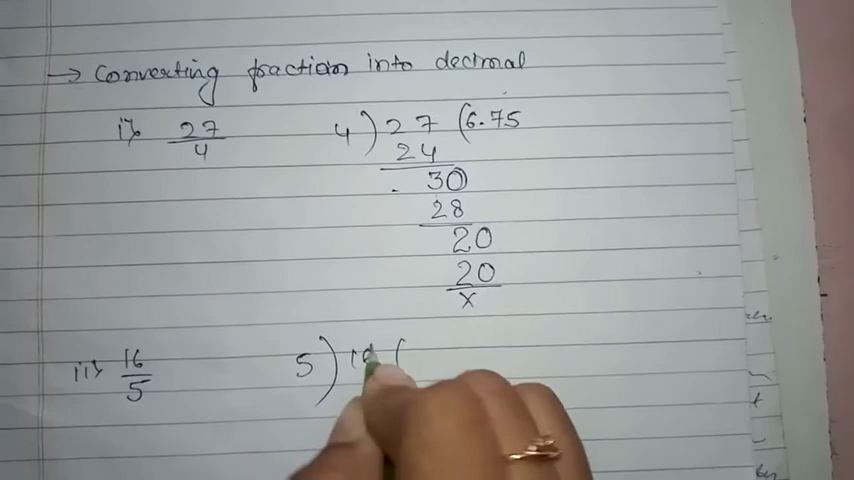 → Converting fraction into decimal
i> 27/4 4 ) 27 ( 6.75
24
30
28
20
20
x
ii> 16/5 5 ) 16 (